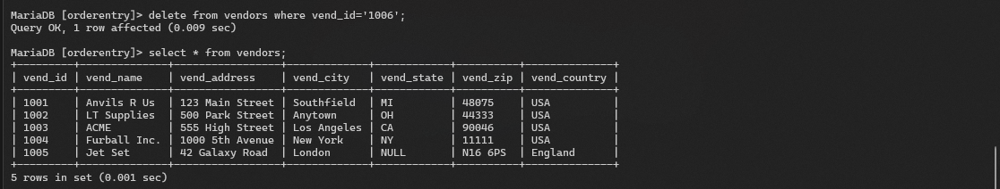 MariaDB [orderentry]> delete from vendors where vend_id='1006';
Query OK, 1 row affected (0.009 sec)
MariaDB [orderentry]> select * from vendors;
+---------+--------------+-----------------+-------------+------------+----------+--------------+
| vend_id | vend_name    | vend_address    | vend_city   | vend_state | vend_zip | vend_country |
+---------+--------------+-----------------+-------------+------------+----------+--------------+
| 1001    | Anvils R Us  | 123 Main Street | Southfield  | MI         | 48075    | USA          |
| 1002    | LT Supplies  | 500 Park Street | Anytown     | OH         | 44333    | USA          |
| 1003    | ACME         | 555 High Street | Los Angeles | CA         | 90046    | USA          |
| 1004    | Furball Inc. | 1000 5th Avenue | New York    | NY         | 11111    | USA          |
| 1005    | Jet Set      | 42 Galaxy Road  | London      | NULL       | N16 6PS  | England      |
+---------+--------------+-----------------+-------------+------------+----------+--------------+
5 rows in set (0.001 sec)